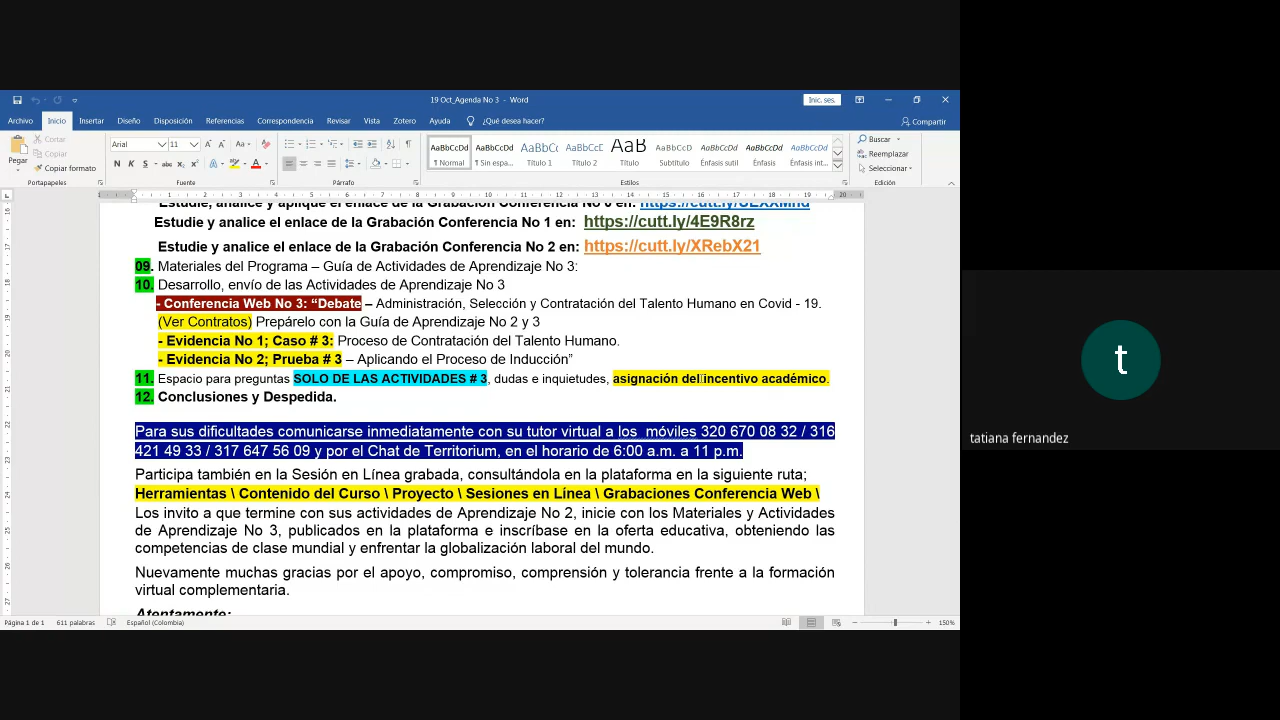 19 Oct_Agenda No 3 - Word
Inic. ses.
Archivo Inicio Insertar Diseño Disposición Referencias Correspondencia Revisar Vista Zotero Ayuda ¿Qué desea hacer? Compartir
Pegar
Cortar
Copiar
Copiar formato
Arial 11
N K S abc Aa
AaBbCcDd AaBbCcDd AaBbCc AaBbCcD AaB AaBbCcD AaBbCcDd AaBbCcDd AaBbCcDd
¶ Normal ¶ Sin espa... Título 1 Título 2 Título Subtítulo Énfasis sutil Énfasis Énfasis int...
Buscar
Reemplazar
Seleccionar
Portapapeles Fuente Párrafo Estilos Edición
Estudie, analice y aplique el enlace de la Grabación Conferencia No 0 en:
Estudie y analice el enlace de la Grabación Conferencia No 1 en: https://cutt.ly/4E9R8rz
Estudie y analice el enlace de la Grabación Conferencia No 2 en: https://cutt.ly/XRebX21
09. Materiales del Programa – Guía de Actividades de Aprendizaje No 3:
10. Desarrollo, envío de las Actividades de Aprendizaje No 3
- Conferencia Web No 3: “Debate – Administración, Selección y Contratación del Talento Humano en Covid - 19.
(Ver Contratos) Prepárelo con la Guía de Aprendizaje No 2 y 3
- Evidencia No 1; Caso # 3: Proceso de Contratación del Talento Humano.
- Evidencia No 2; Prueba # 3 – Aplicando el Proceso de Inducción”
11. Espacio para preguntas SOLO DE LAS ACTIVIDADES # 3, dudas e inquietudes, asignación del incentivo académico.
12. Conclusiones y Despedida.
Para sus dificultades comunicarse inmediatamente con su tutor virtual a los móviles 320 670 08 32 / 316
421 49 33 / 317 647 56 09 y por el Chat de Territorium, en el horario de 6:00 a.m. a 11 p.m.
Participa también en la Sesión en Línea grabada, consultándola en la plataforma en la siguiente ruta;
Herramientas \ Contenido del Curso \ Proyecto \ Sesiones en Línea \ Grabaciones Conferencia Web \
Los invito a que termine con sus actividades de Aprendizaje No 2, inicie con los Materiales y Actividades
de Aprendizaje No 3, publicados en la plataforma e inscríbase en la oferta educativa, obteniendo las
competencias de clase mundial y enfrentar la globalización laboral del mundo.
Nuevamente muchas gracias por el apoyo, compromiso, comprensión y tolerancia frente a la formación
virtual complementaria.
Atentamente:
Página 1 de 1 611 palabras Español (Colombia) 150%
t
tatiana fernandez